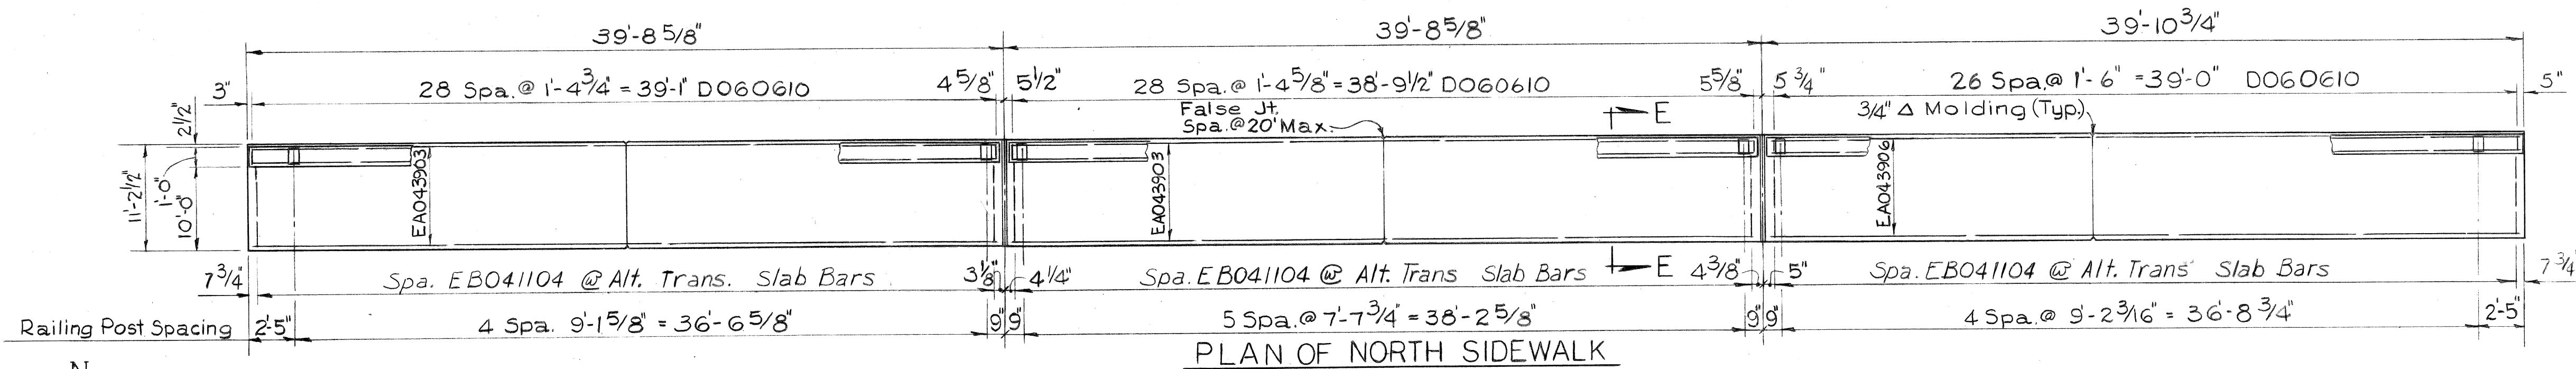 39'-8 5/8" 39'-8 5/8" 39'-10 3/4"
3" 28 Spa. @ 1'-4 3/4" = 39'-1" D060610 4 5/8" 5 1/2" 28 Spa. @ 1'-4 5/8" = 38'-9 1/2" D060610 5 5/8" 5 3/4" 26 Spa. @ 1'-6" = 39'-0" D060610 5"
2 1/2"
False Jt.
Spa. @ 20' Max.
E
3/4" Δ Molding (Typ.)
11'-2 1/2"
1'-0"
10'-0"
EA043903
EA043903
EA043906
7 3/4" Spa. EB041104 @ Alt. Trans. Slab Bars 3 1/8" 4 1/4" Spa. EB041104 @ Alt. Trans Slab Bars E 4 3/8" 5" Spa. EB041104 @ Alt. Trans Slab Bars 7 3/4"
Railing Post Spacing 2'-5" 4 Spa. 9'-1 5/8" = 36'-6 5/8" 9" 9" 5 Spa. @ 7'-7 3/4" = 38'-2 5/8" 9" 9" 4 Spa. @ 9'-2 3/16" = 36'-8 3/4" 2'-5"
PLAN OF NORTH SIDEWALK
N